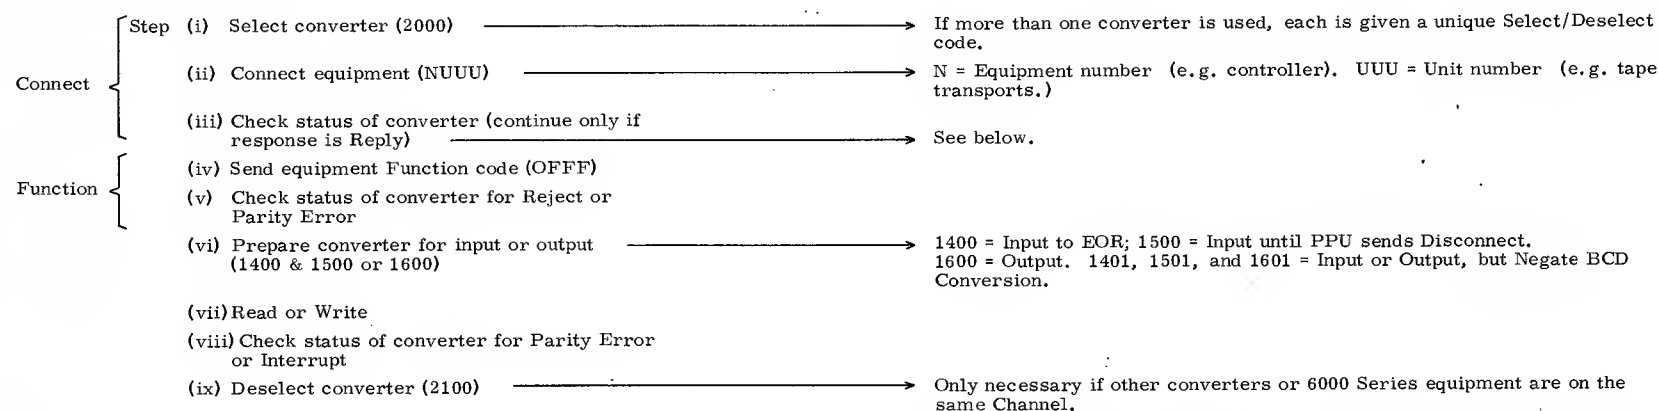 Step (i) Select converter (2000) If more than one converter is used, each is given a unique Select/Deselect
code.
Connect
(ii) Connect equipment (NUUU) N = Equipment number (e.g. controller). UUU = Unit number (e.g. tape
transports.)
(iii) Check status of converter (continue only if
response is Reply) See below.
Function
(iv) Send equipment Function code (OFFF)
(v) Check status of converter for Reject or
Parity Error
(vi) Prepare converter for input or output 1400 = Input to EOR; 1500 = Input until PPU sends Disconnect.
(1400 & 1500 or 1600) 1600 = Output. 1401, 1501, and 1601 = Input or Output, but Negate BCD
Conversion.
(vii) Read or Write
(viii) Check status of converter for Parity Error
or Interrupt
(ix) Deselect converter (2100) Only necessary if other converters or 6000 Series equipment are on the
same Channel.